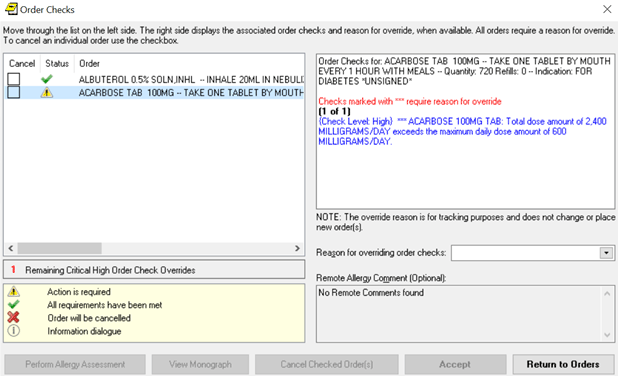 Order Checks
Move through the list on the left side. The right side displays the associated order checks and reason for override, when available. All orders require a reason for override.
To cancel an individual order use the checkbox.
Cancel Status Order
ALBUTEROL 0.5% SOLN,INHL -- INHALE 20ML IN NEBULI
ACARBOSE TAB 100MG -- TAKE ONE TABLET BY MOUTH
1 Remaining Critical High Order Check Overrides
Action is required
All requirements have been met
Order will be cancelled
Information dialogue
Order Checks for: ACARBOSE TAB 100MG -- TAKE ONE TABLET BY MOUTH
EVERY 1 HOUR WITH MEALS -- Quantity: 720 Refills: 0 -- Indication: FOR
DIABETES *UNSIGNED*
Checks marked with *** require reason for override
(1 of 1)
(Check Level: High) *** ACARBOSE 100MG TAB: Total dose amount of 2,400
MILLIGRAMS/DAY exceeds the maximum daily dose amount of 600
MILLIGRAMS/DAY.
NOTE: The override reason is for tracking purposes and does not change or place
new order(s).
Reason for overriding order checks:
Remote Allergy Comment (Optional):
No Remote Comments found
Perform Allergy Assessment View Monograph Cancel Checked Order(s) Accept Return to Orders